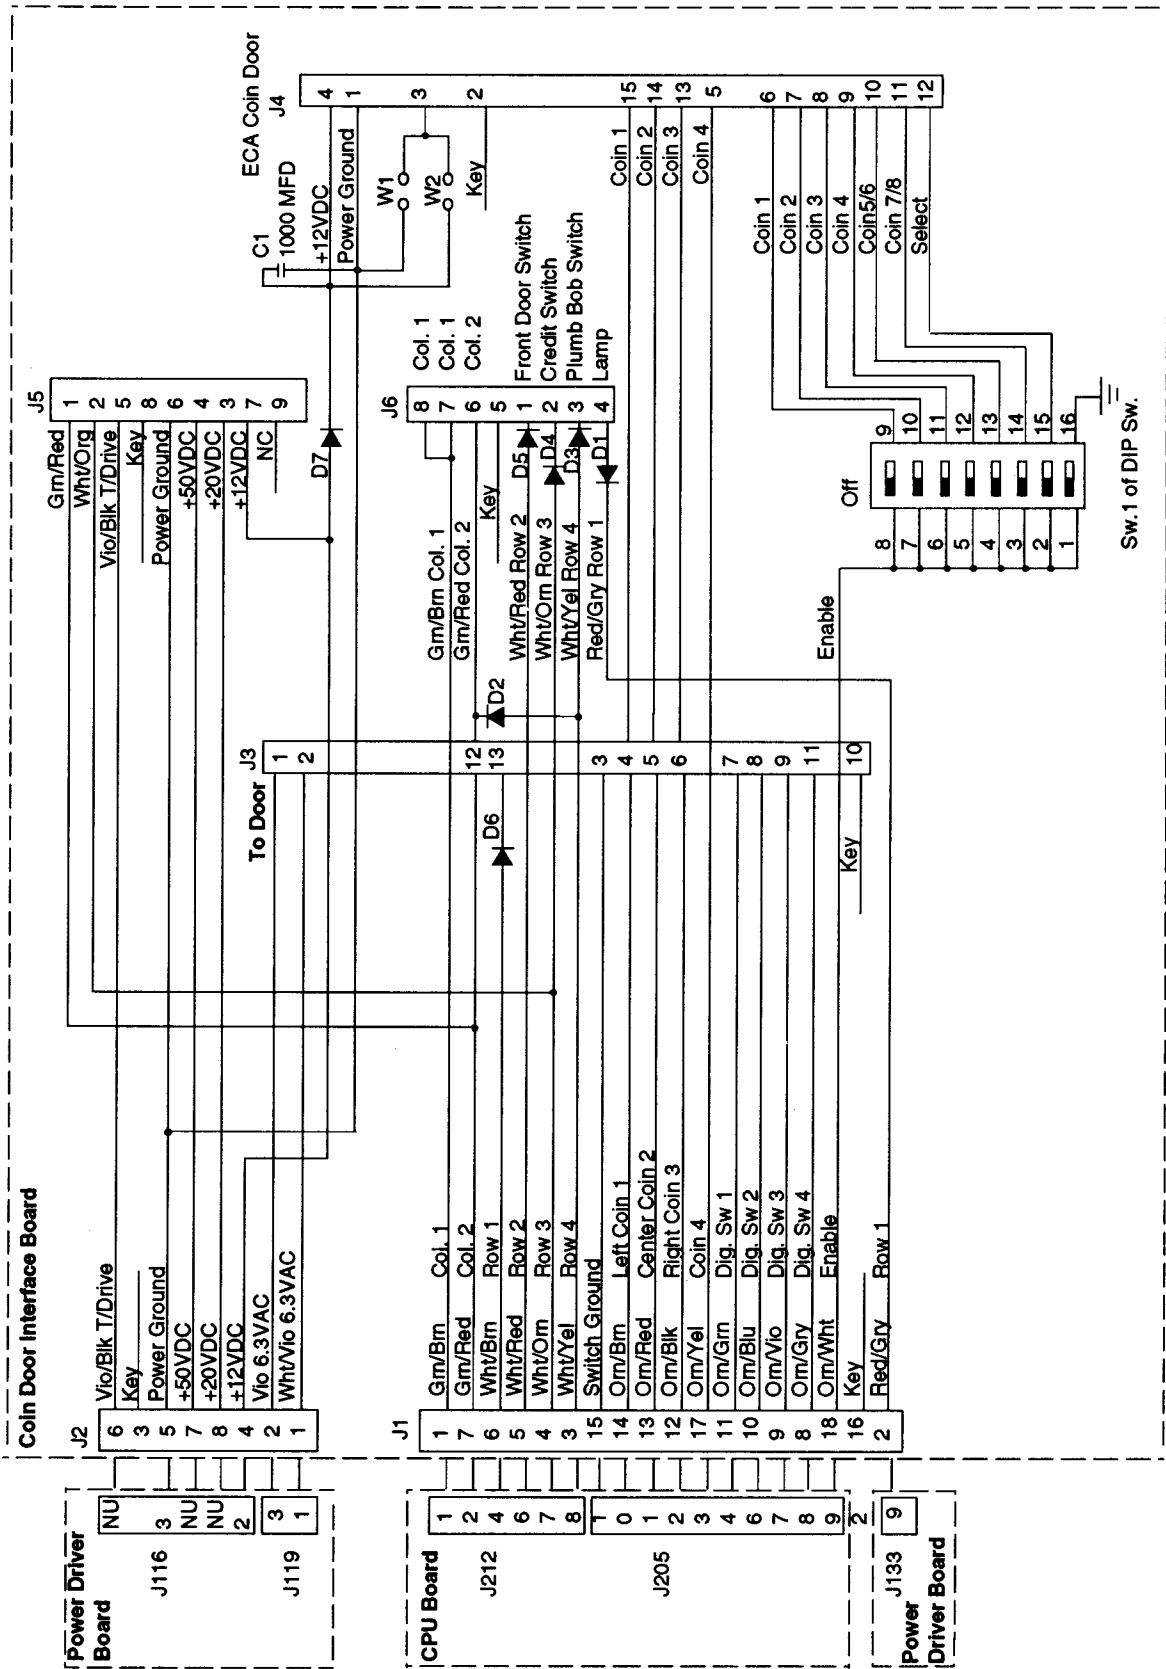 Coin Door Interface Board
Power Driver
Board
J116
NU
3
NU
NU
2
J119
3
1
J2
6 Vio/Blk T/Drive
3 Key
5 Power Ground
7 +50VDC
8 +20VDC
4 +12VDC
2 Vio 6.3VAC
1 Wht/Vio 6.3VAC
CPU Board
J212
1
2
4
6
7
8
J205
1
0
1
2
3
4
6
7
8
9
2
J133
9
Power
Driver Board
J1
1 Grn/Brn Col. 1
7 Grn/Red Col. 2
6 Wht/Brn Row 1
5 Wht/Red Row 2
4 Wht/Orn Row 3
3 Wht/Yel Row 4
15 Switch Ground
14 Orn/Brn Left Coin 1
13 Orn/Red Center Coin 2
12 Orn/Blk Right Coin 3
17 Orn/Yel Coin 4
11 Orn/Grn Dig. Sw 1
10 Orn/Blu Dig. Sw 2
9 Orn/Vio Dig. Sw 3
8 Orn/Gry Dig. Sw 4
18 Orn/Wht Enable
16 Key
2 Red/Gry Row 1
To Door
J3
1
2
12
13
3
4
5
6
7
8
9
11
10
Key
D6
D2
J5
Grn/Red 1
Wht/Org 2
Vio/Blk T/Drive 5
Key 8
Power Ground 6
+50VDC 4
+20VDC 3
+12VDC 7
NC 9
D7
J6
8 Col. 1
Grn/Brn Col. 1 7 Col. 1
Grn/Red Col. 2 6 Col. 2
Key 5
Wht/Red Row 2 D5 1 Front Door Switch
Wht/Orn Row 3 D4 2 Credit Switch
Wht/Yel Row 4 D3 3 Plumb Bob Switch
Red/Gry Row 1 D1 4 Lamp
Enable
ECA Coin Door
J4
C1
1000 MFD
+12VDC 4
Power Ground 1
W1
W2
3
Key 2
Coin 1 15
Coin 2 14
Coin 3 13
Coin 4 5
Coin 1 6
Coin 2 7
Coin 3 8
Coin 4 9
Coin5/6 10
Coin 7/8 11
Select 12
Off
8 9
7 10
6 11
5 12
4 13
3 14
2 15
1 16
Sw.1 of DIP Sw.